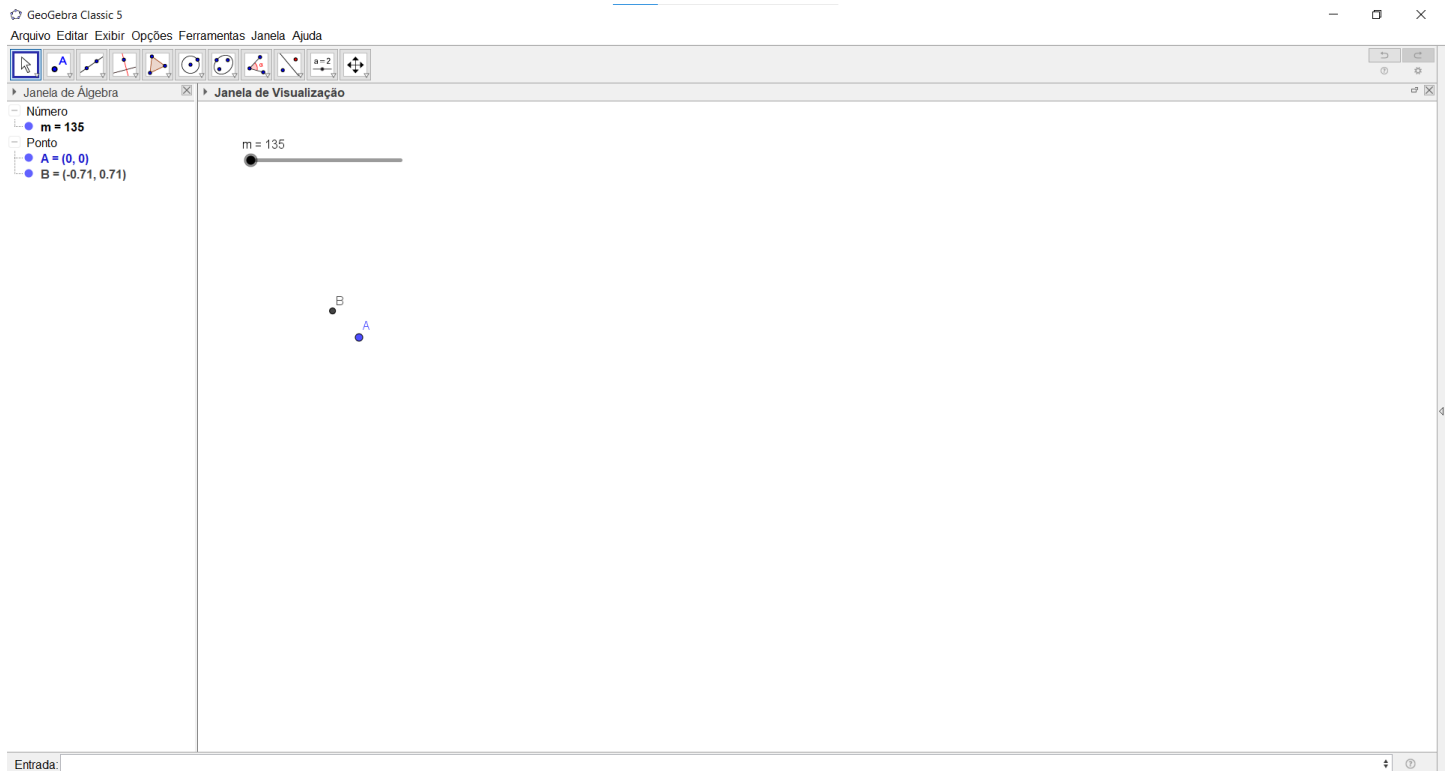 GeoGebra Classic 5
Arquivo Editar Exibir Opções Ferramentas Janela Ajuda
A
a=2
Janela de Álgebra
Janela de Visualização
Número
m = 135
Ponto
A = (0, 0)
B = (-0.71, 0.71)
m = 135
B
A
Entrada: